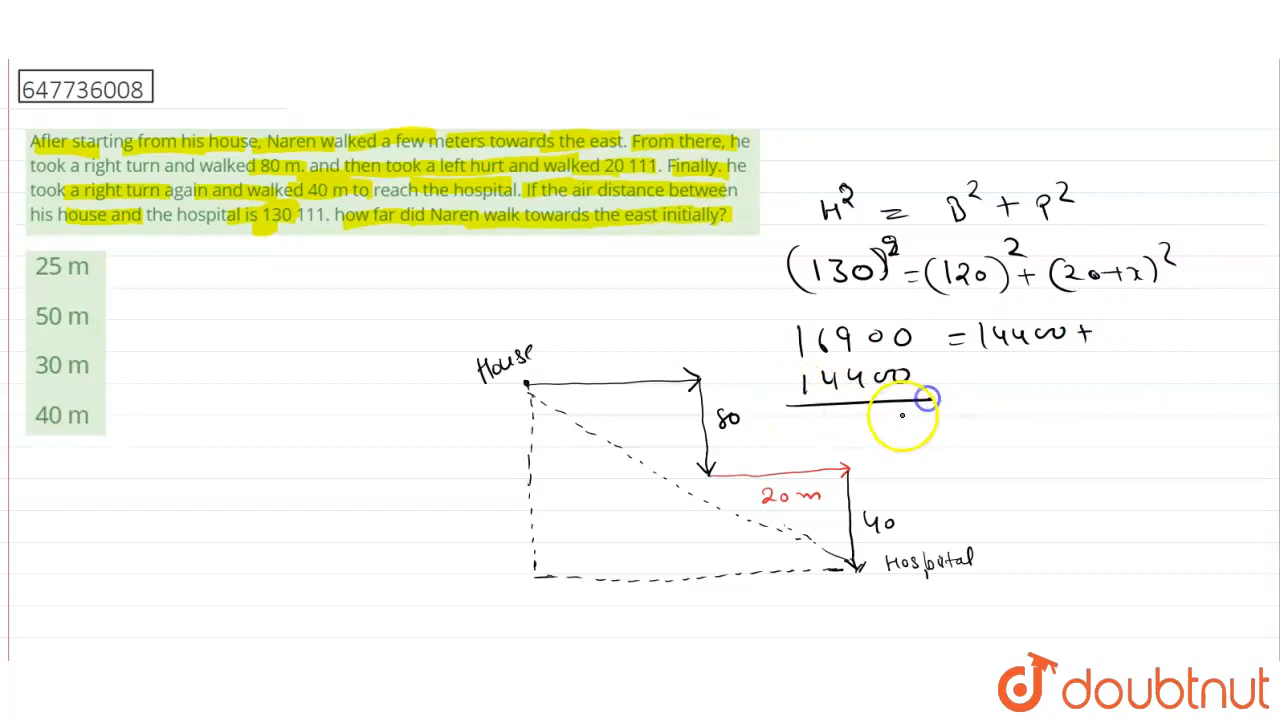 647736008
Afler starting from his house, Naren walked a few meters towards the east. From there, he
took a right turn and walked 80 m. and then took a left hurt and walked 20 111. Finally. he
took a right turn again and walked 40 m to reach the hospital. If the air distance between
his house and the hospital is 130 111. how far did Naren walk towards the east initially?
25 m
50 m
30 m
40 m
H² = B² + P²
(130)² = (120)² + (20+x)²
16900 = 14400 +
14400
House
80
20 m
40
Hospital
doubtnut